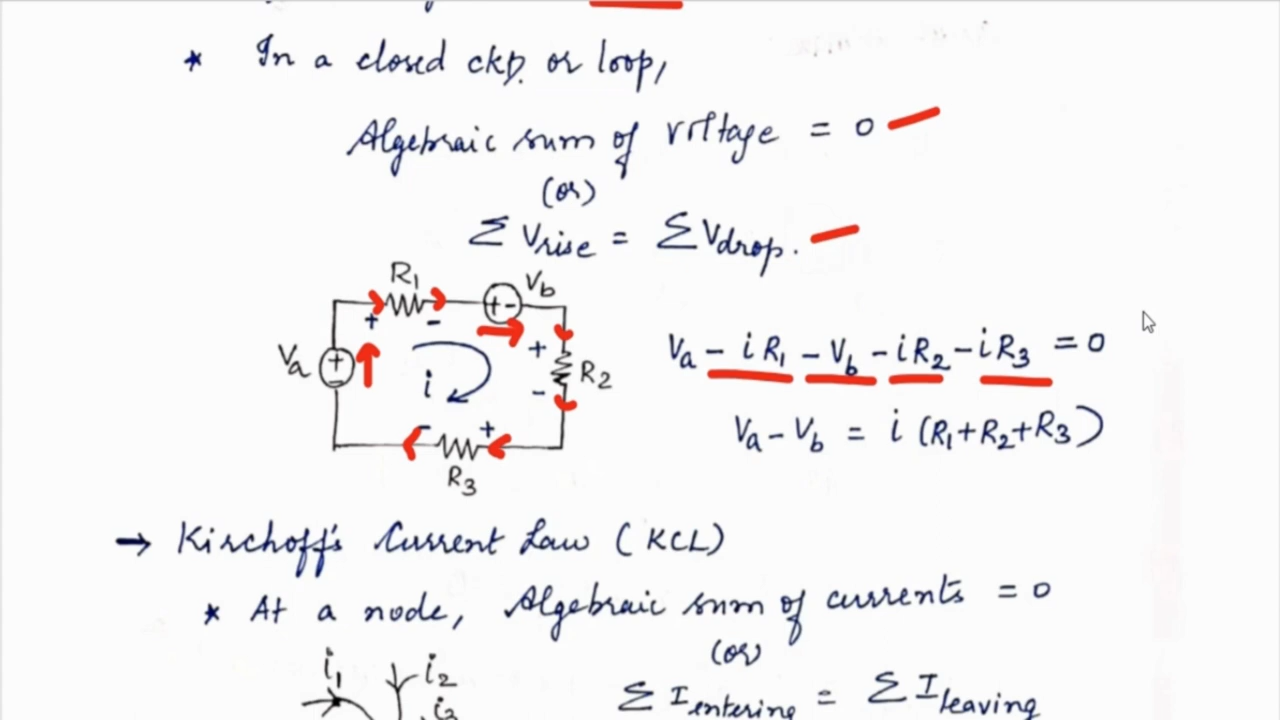 * In a closed ckt. or loop,
Algebraic sum of voltage = 0
(or)
Σ Vrise = ΣVdrop.
R1
Vb
+ -
+ -
Va
+
-
i
+
-
R2
- +
R3
Va - iR1 - Vb - iR2 - iR3 = 0
Va - Vb = i (R1+R2+R3)
→ Kirchoff's Current Law (KCL)
* At a node, Algebraic sum of currents = 0
(or)
i1
i2
i3
Σ Ientering = Σ Ileaving